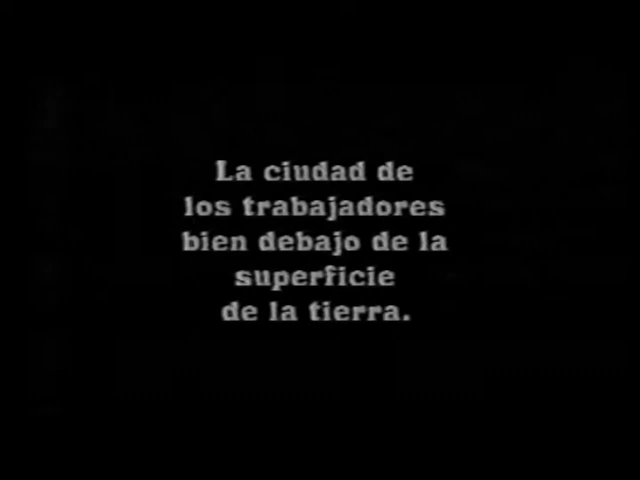 La ciudad de
los trabajadores
bien debajo de la
superficie
de la tierra.